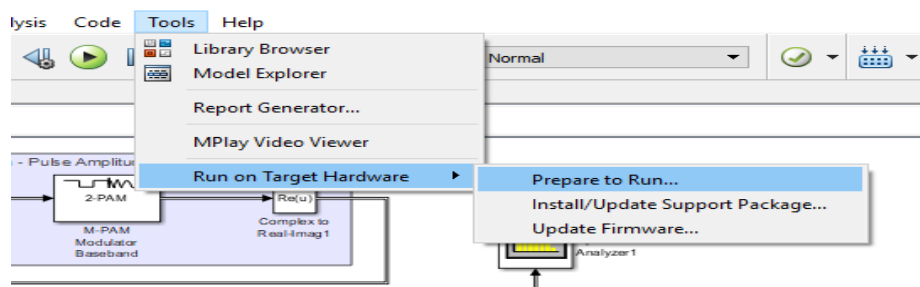 lysis Code Tools Help
Library Browser
Normal
Model Explorer
Report Generator...
MPlay Video Viewer
- Pulse Amplitu
Run on Target Hardware
Prepare to Run...
2-PAM
Re(u)
Install/Update Support Package...
M-PAM
Modulator
Baseband
Complex to
Real-Imag1
Update Firmware...
Analyzer1